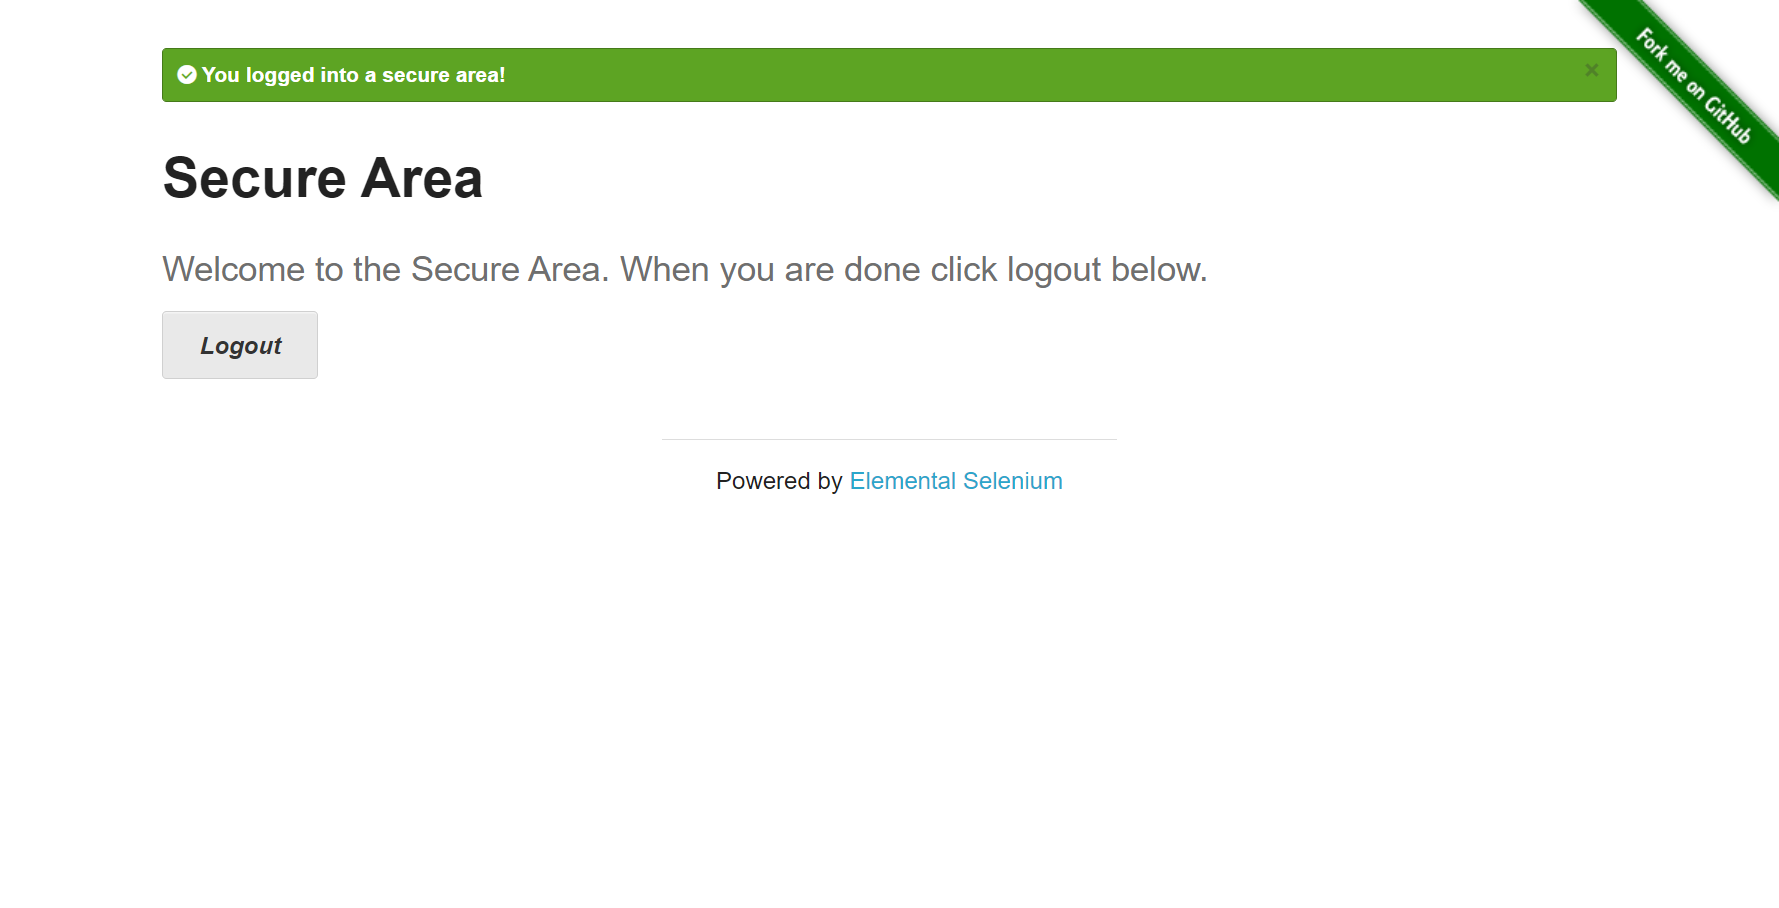 You logged into a secure area!
×
Fork me on GitHub
Secure Area
Welcome to the Secure Area. When you are done click logout below.
Logout
Powered by Elemental Selenium